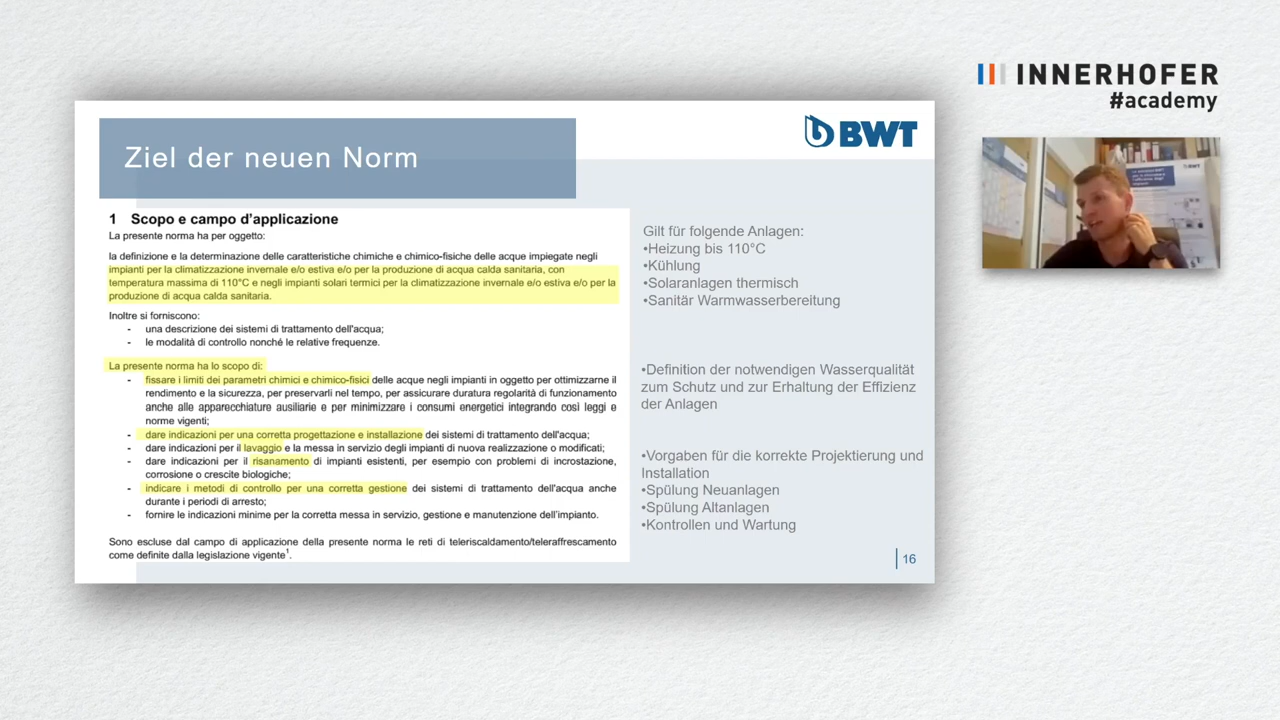 INNERHOFER
#academy
BWT
Ziel der neuen Norm
1 Scopo e campo d'applicazione
La presente norma ha per oggetto:
la definizione e la determinazione delle caratteristiche chimiche e chimico-fisiche delle acque impiegate negli
impianti per la climatizzazione invernale e/o estiva e/o per la produzione di acqua calda sanitaria, con
temperatura massima di 110°C e negli impianti solari termici per la climatizzazione invernale e/o estiva e/o per la
produzione di acqua calda sanitaria.
Inoltre si forniscono:
- una descrizione dei sistemi di trattamento dell'acqua;
- le modalità di controllo nonché le relative frequenze.
La presente norma ha lo scopo di:
- fissare i limiti dei parametri chimici e chimico-fisici delle acque negli impianti in oggetto per ottimizzarne il
rendimento e la sicurezza, per preservarli nel tempo, per assicurare duratura regolarità di funzionamento
anche alle apparecchiature ausiliarie e per minimizzare i consumi energetici integrando così leggi e
norme vigenti;
- dare indicazioni per una corretta progettazione e installazione dei sistemi di trattamento dell'acqua;
- dare indicazioni per il lavaggio e la messa in servizio degli impianti di nuova realizzazione o modificati;
- dare indicazioni per il risanamento di impianti esistenti, per esempio con problemi di incrostazione,
corrosione o crescite biologiche;
- indicare i metodi di controllo per una corretta gestione dei sistemi di trattamento dell'acqua anche
durante i periodi di arresto;
- fornire le indicazioni minime per la corretta messa in servizio, gestione e manutenzione dell'impianto.
Sono escluse dal campo di applicazione della presente norma le reti di teleriscaldamento/teleraffrescamento
come definite dalla legislazione vigente¹.
Gilt für folgende Anlagen:
•Heizung bis 110°C
•Kühlung
•Solaranlagen thermisch
•Sanitär Warmwasserbereitung
•Definition der notwendigen Wasserqualität
zum Schutz und zur Erhaltung der Effizienz
der Anlagen
•Vorgaben für die korrekte Projektierung und
Installation
•Spülung Neuanlagen
•Spülung Altanlagen
•Kontrollen und Wartung
16